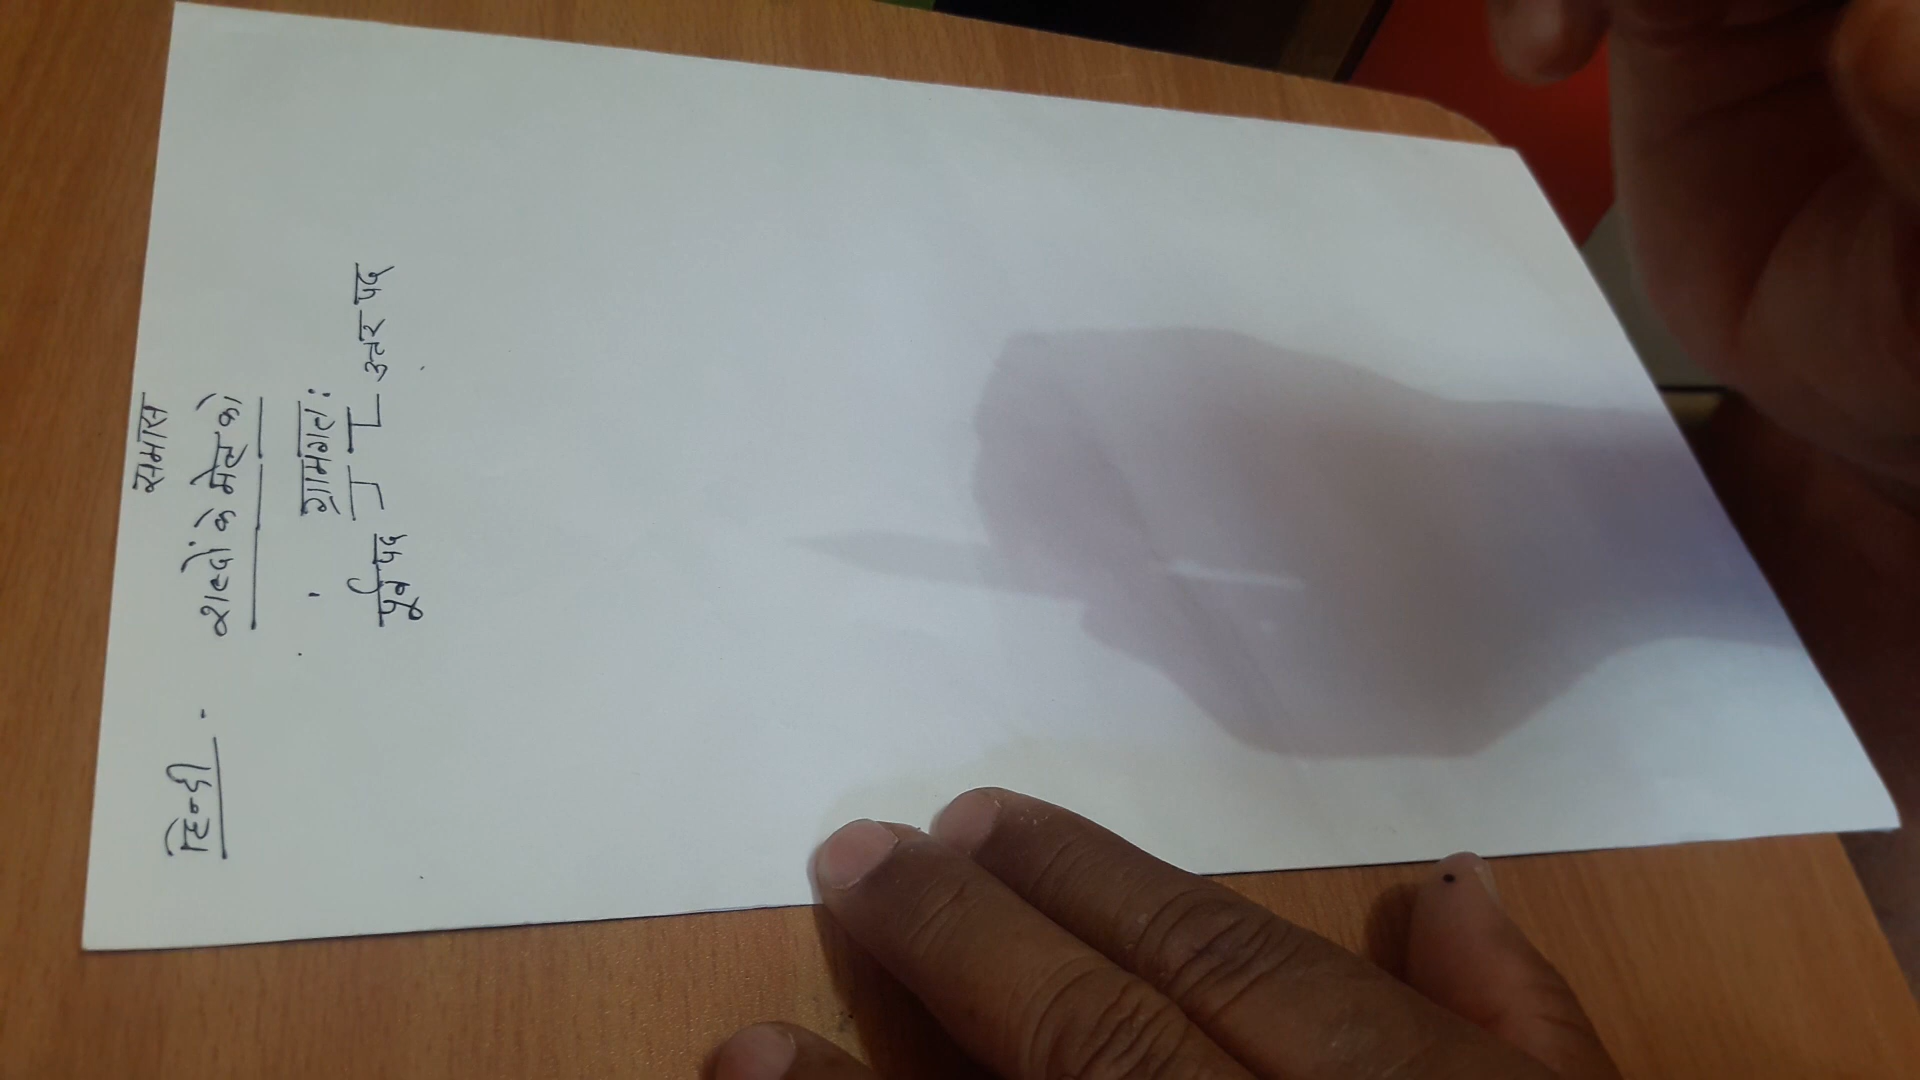 समास
हिन्दी - शब्दों के मेल को
ग्रामगतः
पूर्व पद उत्तर पद